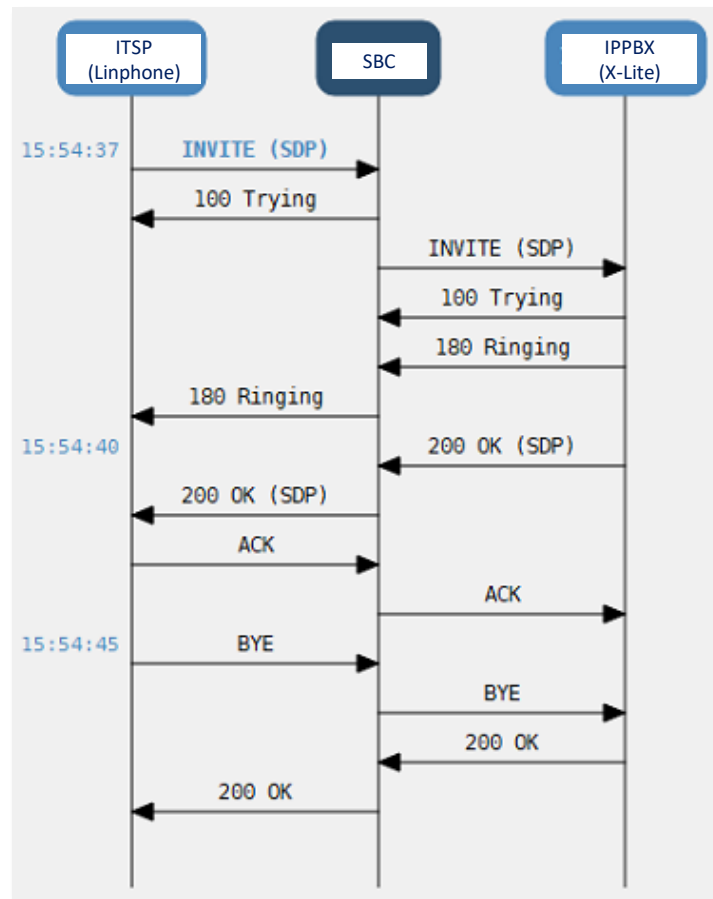 ITSP
(Linphone)
SBC
IPPBX
(X-Lite)
15:54:37
INVITE (SDP)
100 Trying
INVITE (SDP)
100 Trying
180 Ringing
180 Ringing
15:54:40
200 OK (SDP)
200 OK (SDP)
ACK
ACK
15:54:45
BYE
BYE
200 OK
200 OK